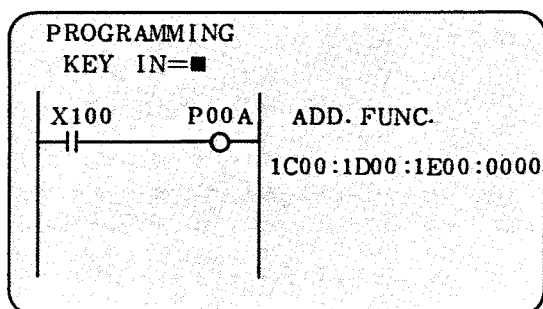 PROGRAMMING
KEY IN=■
X100 P00A ADD. FUNC.
1C00:1D00:1E00:0000